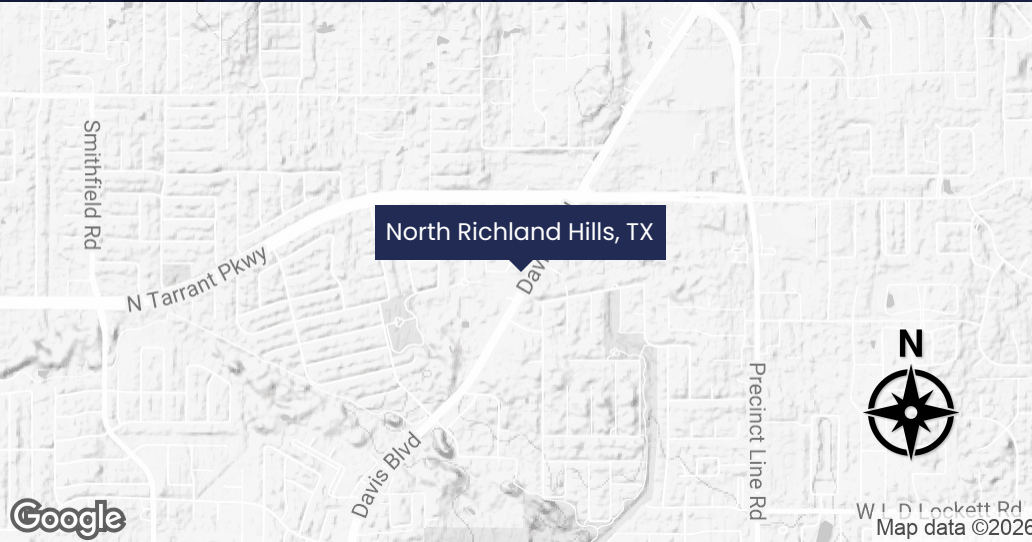 Smithfield Rd
North Richland Hills, TX
N Tarrant Pkwy
Davis Blvd
Precinct Line Rd
N
W L D Lockett Rd
Google
Map data ©2026